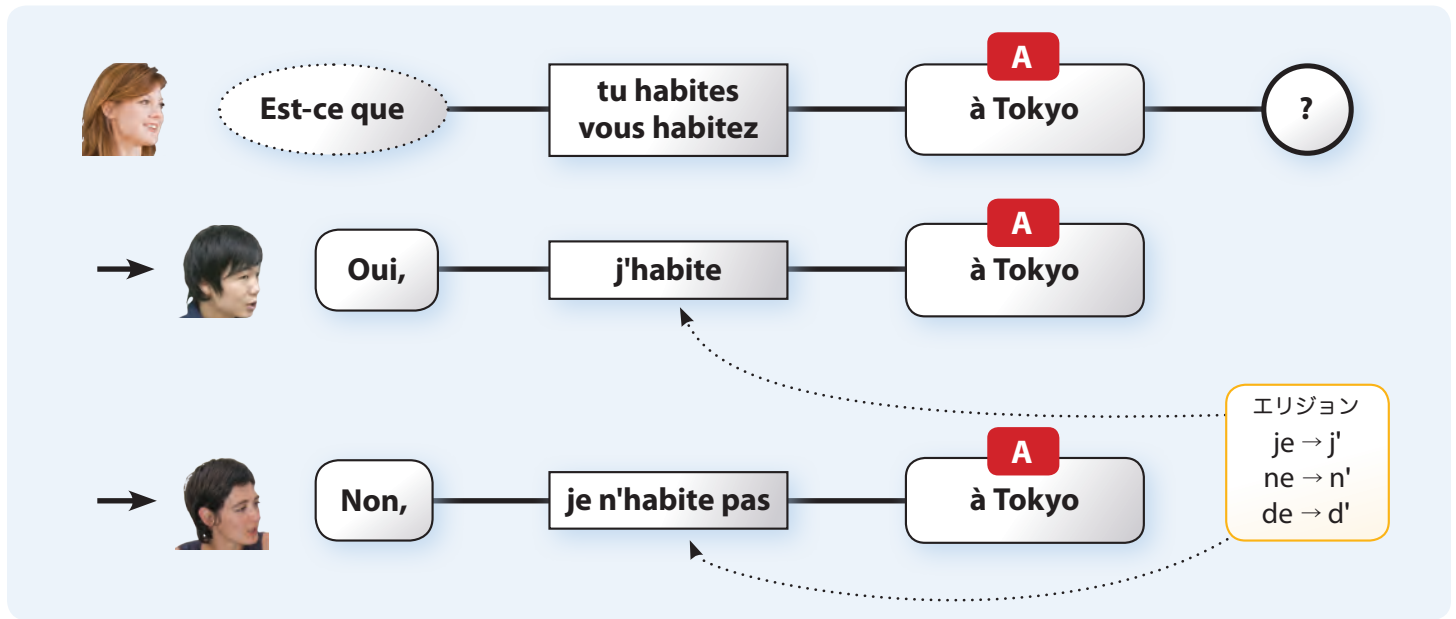 A
Est-ce que
tu habites
vous habitez
à Tokyo
?
A
Oui,
j'habite
à Tokyo
エリジョン
je → j'
ne → n'
de → d'
A
Non,
je n'habite pas
à Tokyo